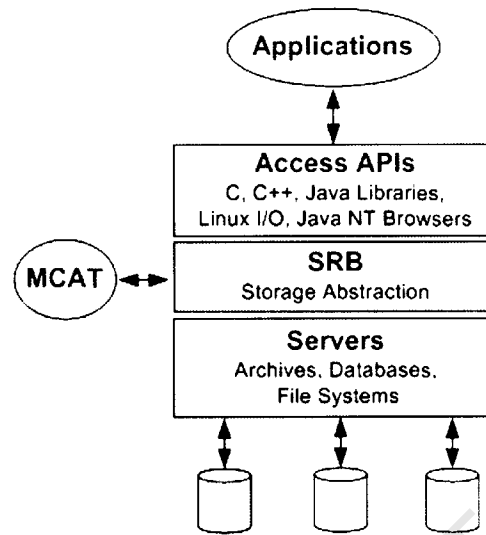 Applications
Access APIs
C, C++, Java Libraries,
Linux I/O, Java NT Browsers
MCAT
SRB
Storage Abstraction
Servers
Archives, Databases,
File Systems